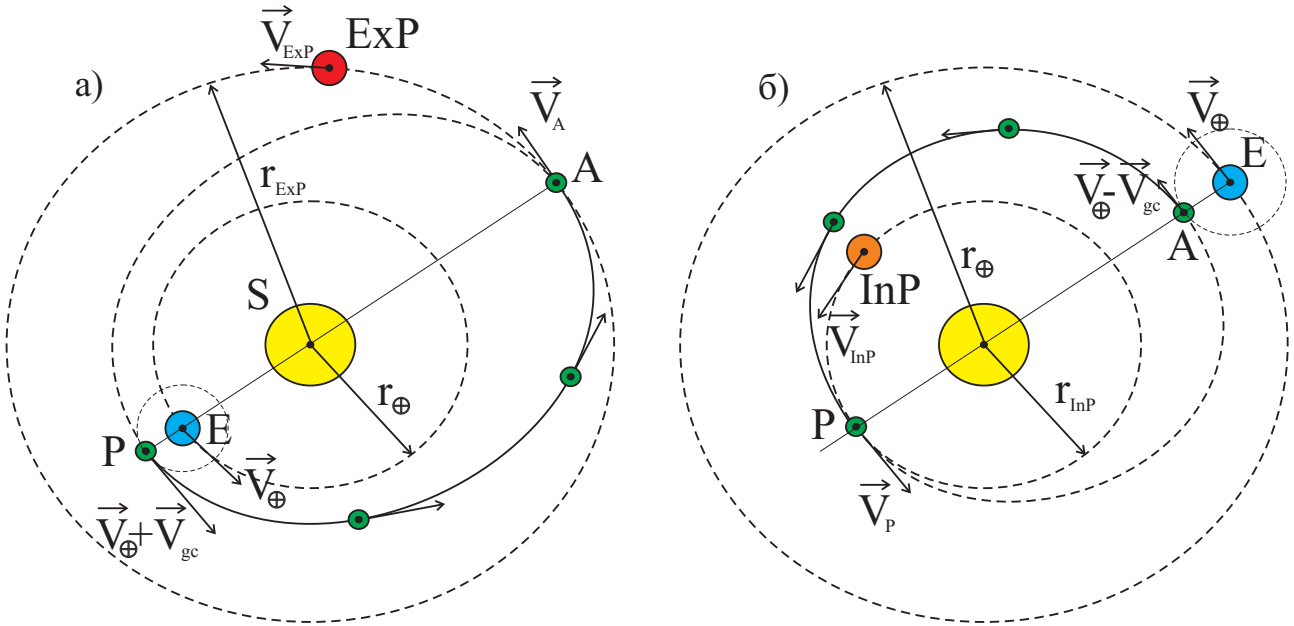 а)
V⃗ExP
ExP
V⃗A
A
rExP
S
r⊕
E
P
V⃗⊕
V⃗⊕+V⃗gc
б)
V⃗⊕
E
V⃗⊕-V⃗gc
A
r⊕
InP
V⃗InP
rInP
P
V⃗P